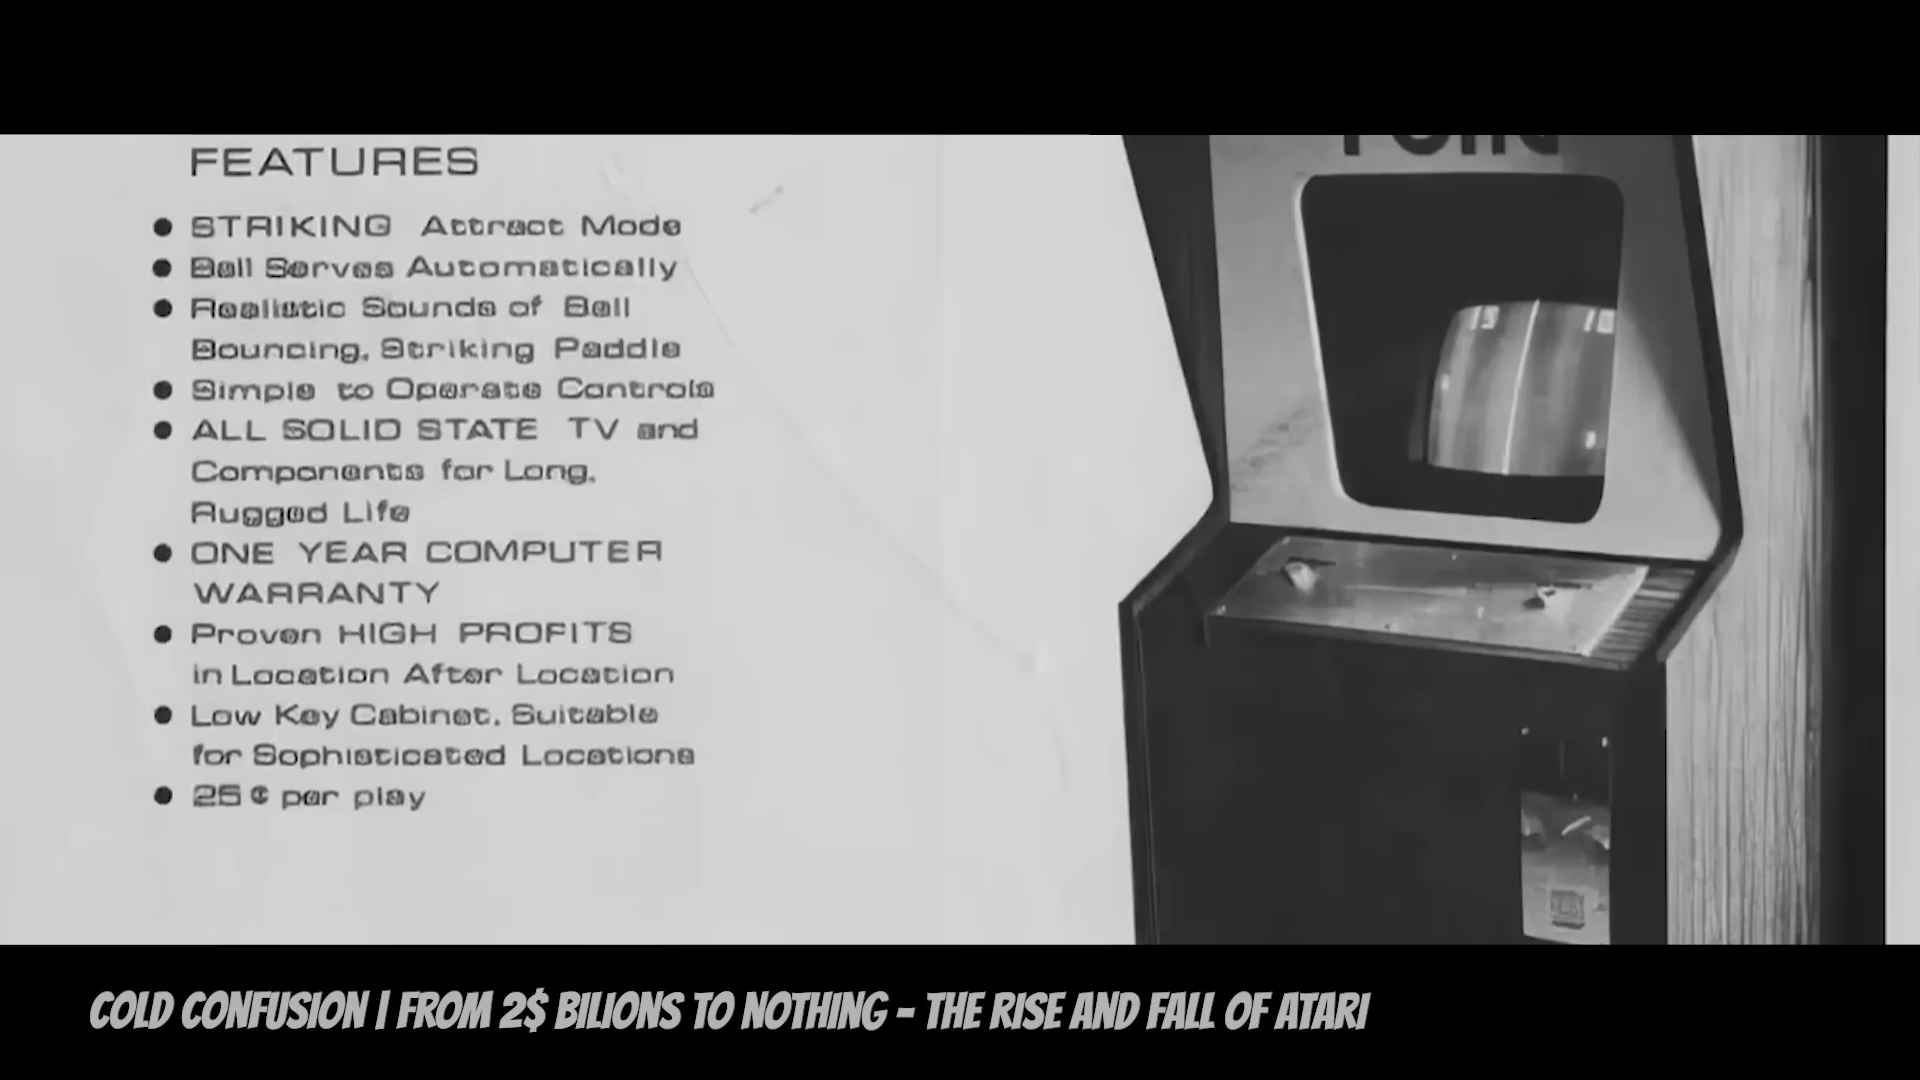 FEATURES
● STRIKING Attract Mode
● Ball Serves Automatically
● Realistic Sounds of Ball
Bouncing, Striking Paddle
● Simple to Operate Controls
● ALL SOLID STATE TV and
Components for Long,
Rugged Life
● ONE YEAR COMPUTER
WARRANTY
● Proven HIGH PROFITS
in Location After Location
● Low Key Cabinet, Suitable
for Sophisticated Locations
● 25¢ per play
COLD CONFUSION | FROM 2$ BILIONS TO NOTHING - THE RISE AND FALL OF ATARI